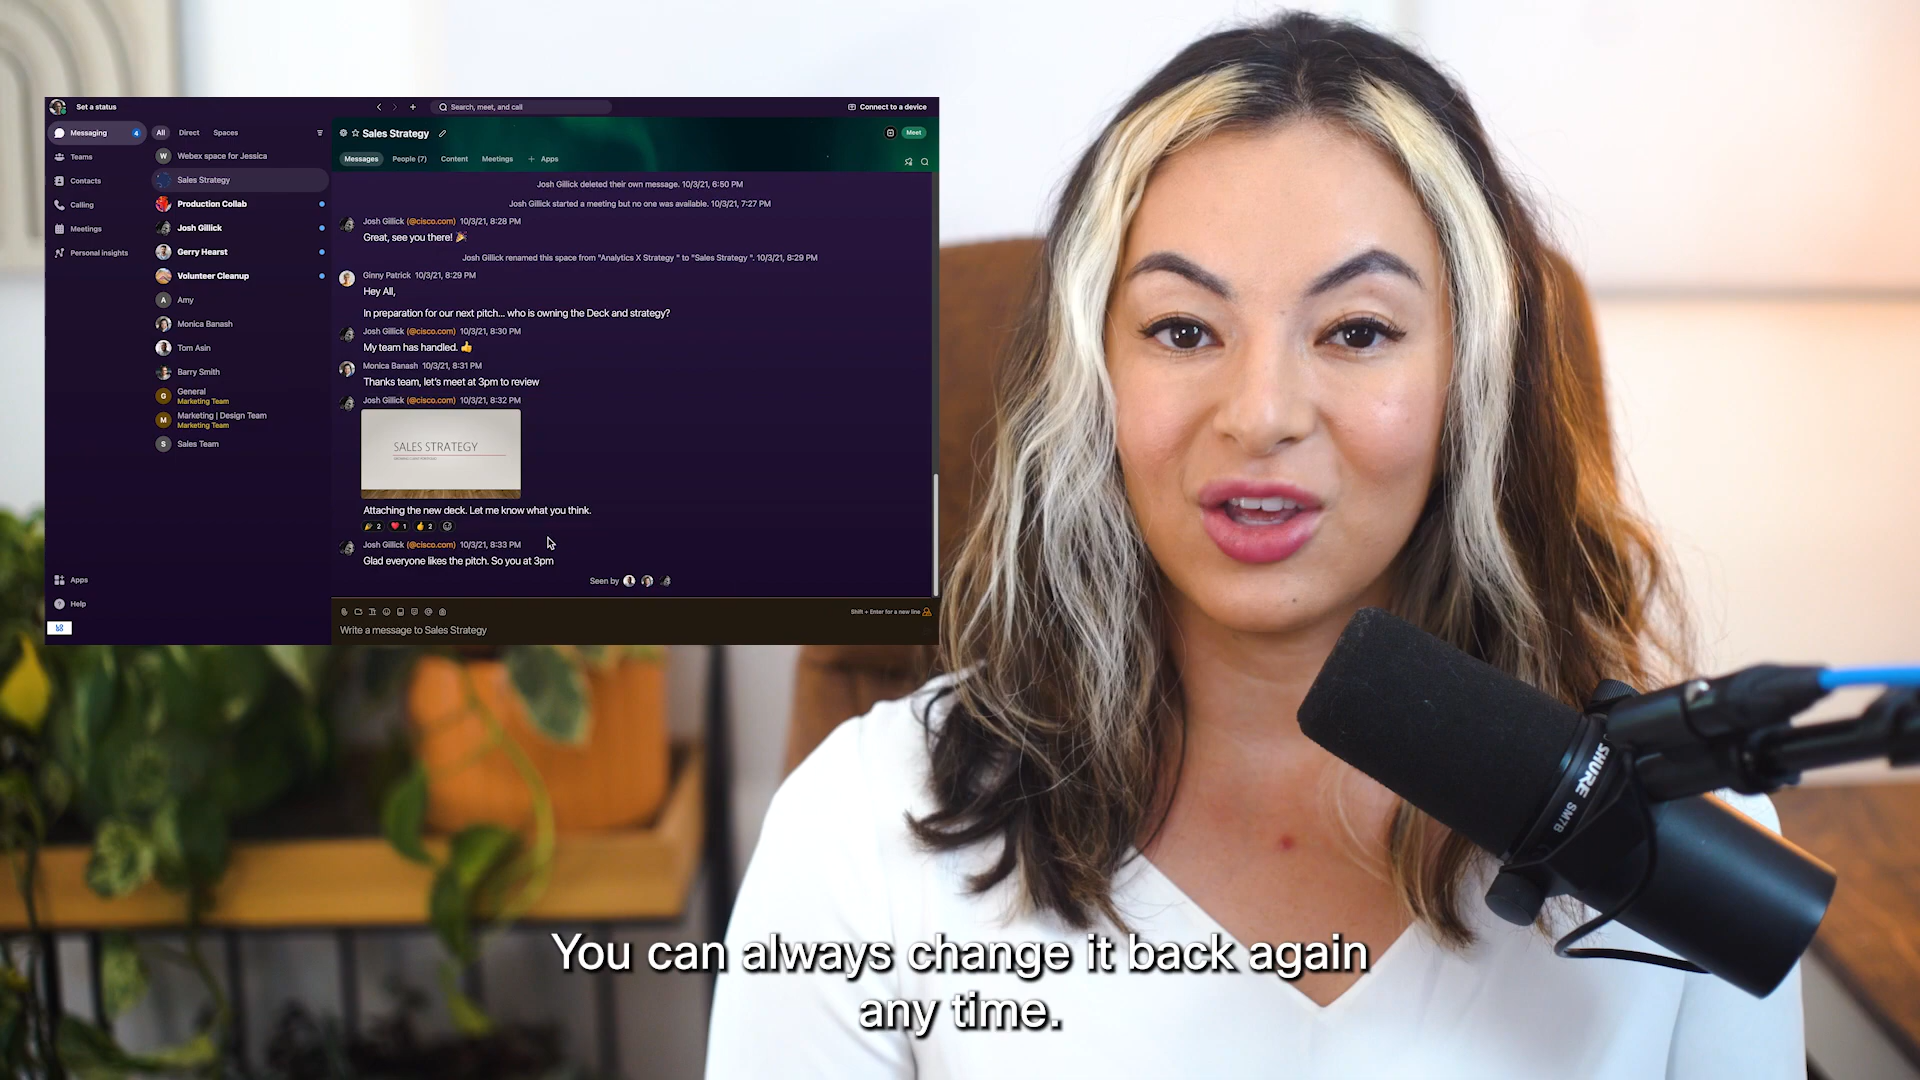 Set a status
Search, meet, and call
Connect to a device
Messaging 4
Teams
Contacts
Calling
Meetings
Personal insights
Apps
Help
All Direct Spaces
W Webex space for Jessica
Sales Strategy
Production Collab
Josh Gillick
Gerry Hearst
Volunteer Cleanup
A Amy
Monica Banash
Tom Asin
Barry Smith
G General
Marketing Team
M Marketing | Design Team
Marketing Team
S Sales Team
Sales Strategy
Meet
Messages People (7) Content Meetings + Apps
Josh Gillick deleted their own message. 10/3/21, 6:50 PM
Josh Gillick started a meeting but no one was available. 10/3/21, 7:27 PM
Josh Gillick (@cisco.com) 10/3/21, 8:28 PM
Great, see you there! 🎉
Josh Gillick renamed this space from "Analytics X Strategy " to "Sales Strategy ". 10/3/21, 8:29 PM
Ginny Patrick 10/3/21, 8:29 PM
Hey All,
In preparation for our next pitch... who is owning the Deck and strategy?
Josh Gillick (@cisco.com) 10/3/21, 8:30 PM
My team has handled. 👍
Monica Banash 10/3/21, 8:31 PM
Thanks team, let's meet at 3pm to review
Josh Gillick (@cisco.com) 10/3/21, 8:32 PM
SALES STRATEGY
Attaching the new deck. Let me know what you think.
🎉 2 ❤️ 1 👍 2
Josh Gillick (@cisco.com) 10/3/21, 8:33 PM
Glad everyone likes the pitch. So you at 3pm
Seen by
Shift + Enter for a new line
Write a message to Sales Strategy
SHURE SM7B
You can always change it back again
any time.